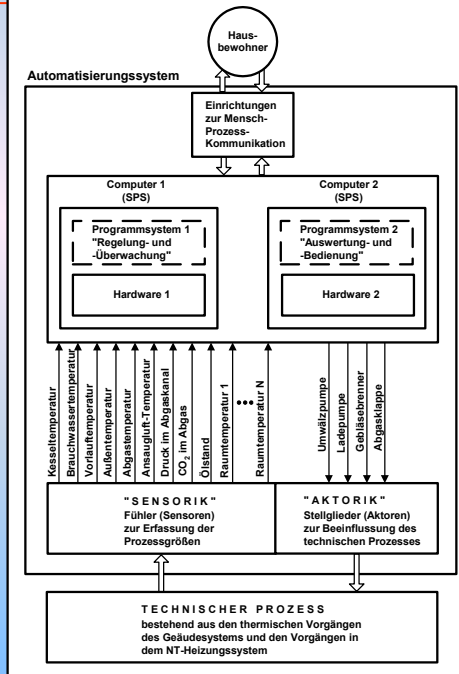 Haus-
bewohner
Automatisierungssystem
Einrichtungen
zur Mensch-
Prozess-
Kommunikation
Computer 1
(SPS)
Programmsystem 1
"Regelung- und
-Überwachung"
Hardware 1
Computer 2
(SPS)
Programmsystem 2
"Auswertung- und
-Bedienung"
Hardware 2
Kesseltemperatur
Brauchwassertemperatur
Vorlauftemperatur
Außentemperatur
Abgastemperatur
Ansaugluft-Temperatur
Druck im Abgaskanal
CO₂ im Abgas
Ölstand
Raumtemperatur 1
•••
Raumtemperatur N
Umwälzpumpe
Ladepumpe
Gebläsebrenner
Abgasklappe
"SENSORIK"
Fühler (Sensoren)
zur Erfassung der
Prozessgrößen
"AKTORIK"
Stellglieder (Aktoren)
zur Beeinflussung des
technischen Prozesses
TECHNISCHER PROZESS
bestehend aus den thermischen Vorgängen
des Geäudesystems und den Vorgängen in
dem NT-Heizungssystem